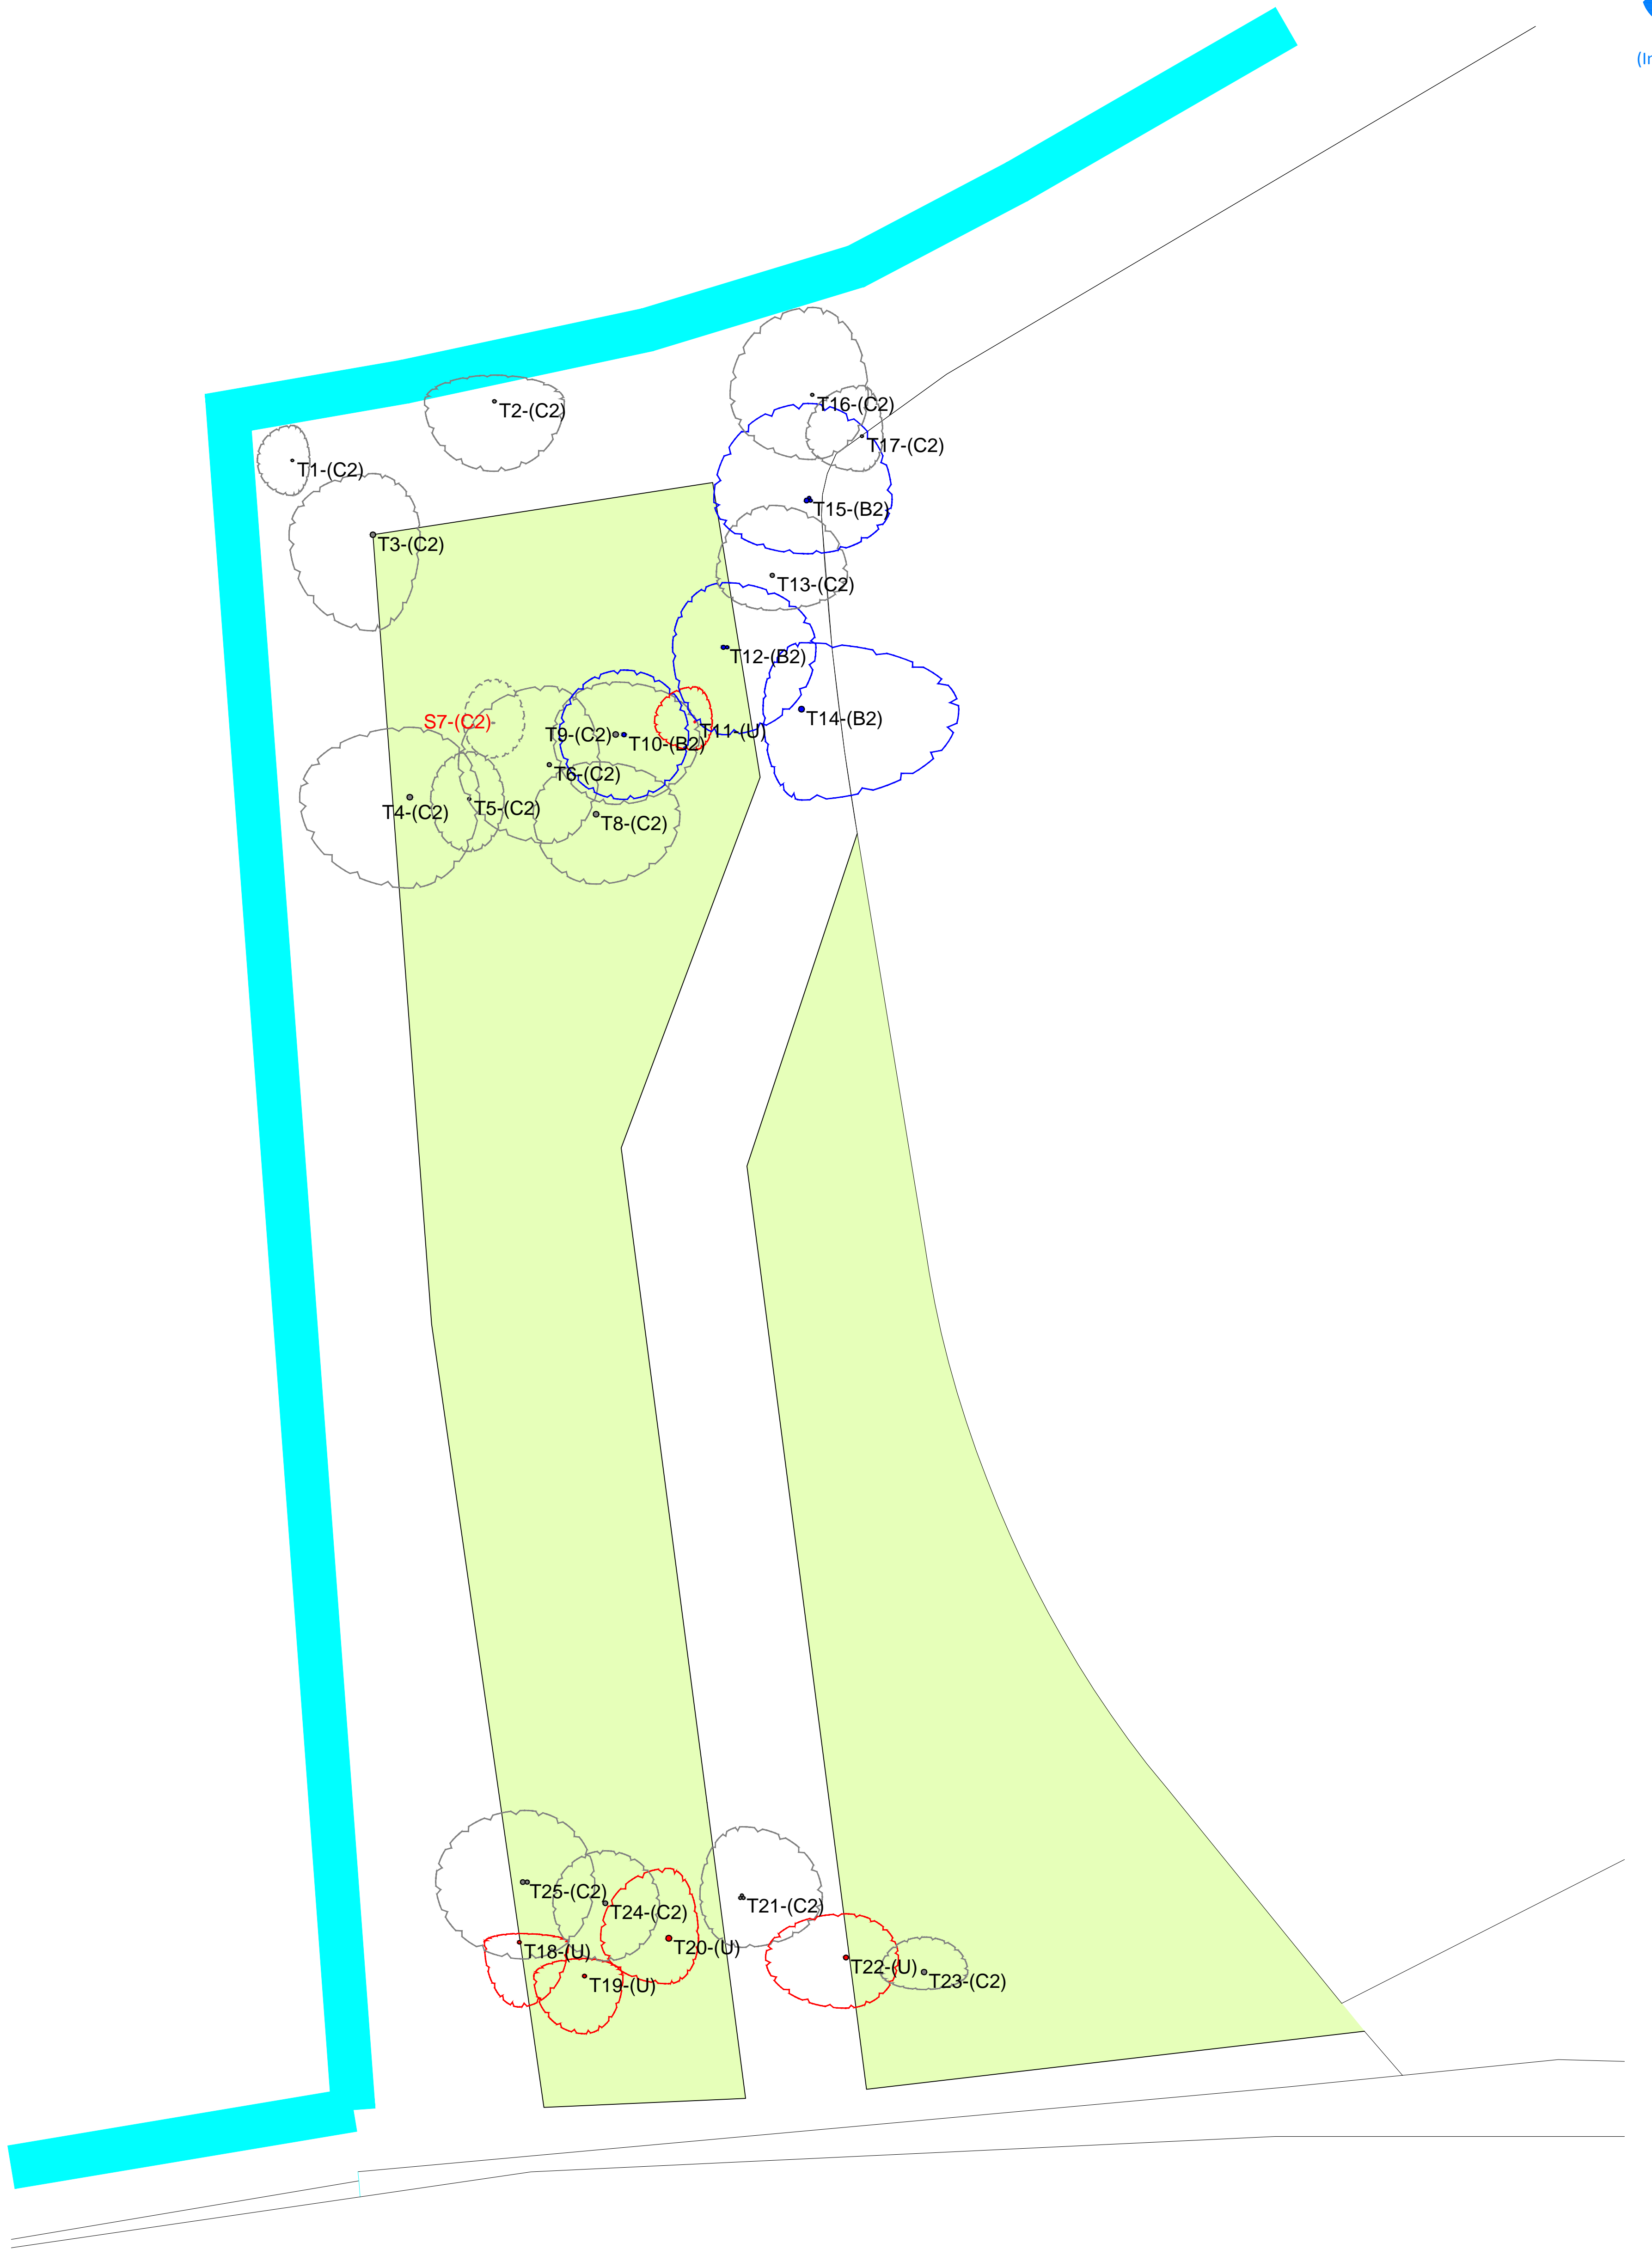 (In
T16-(C2)
T2-(C2)
T17-(C2)
T1-(C2)
T15-(B2)
T3-(C2)
T13-(C2)
T12-(B2)
T14-(B2)
S7-(C2)
T11-(U)
T9-(C2)
T10-(B2)
T6-(C2)
T5-(C2)
T4-(C2)
T8-(C2)
T25-(C2)
T21-(C2)
T24-(C2)
T20-(U)
T18-(U)
T22-(U)
T23-(C2)
T19-(U)